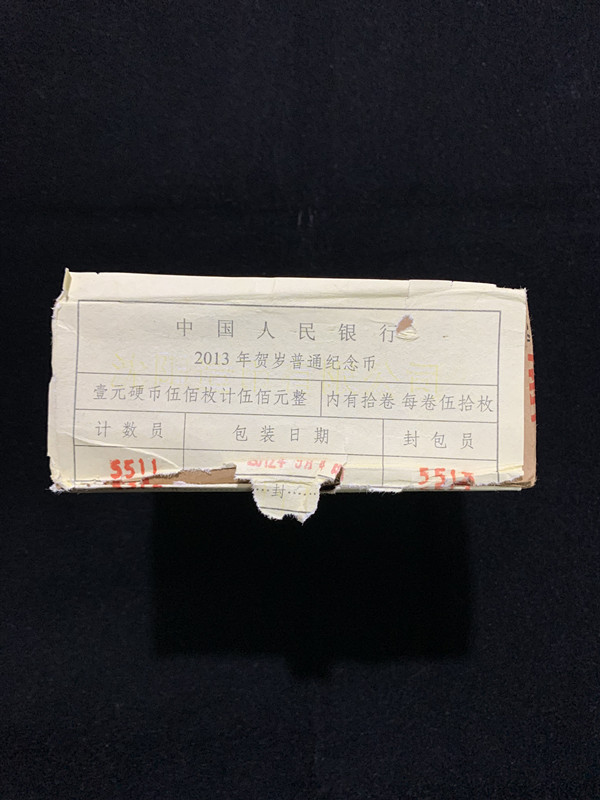 中国人民银行
2013年贺岁普通纪念币
壹元硬币伍佰枚计伍佰元整 内有拾卷 每卷伍拾枚
计数员 包装日期 封包员
5511 5513
…封……